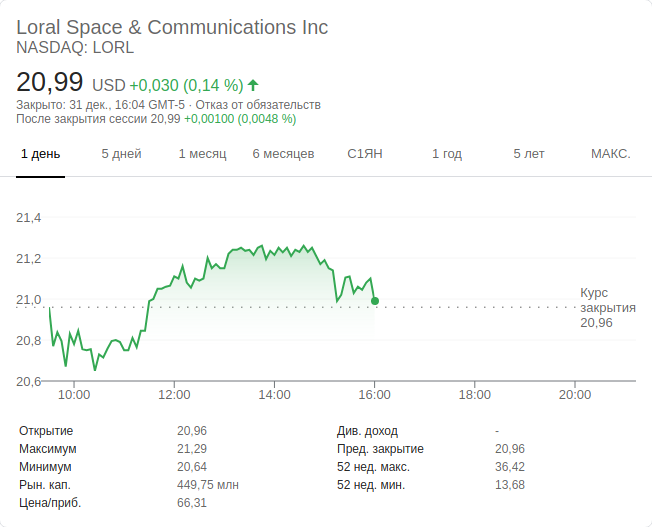 Loral Space & Communications Inc
NASDAQ: LORL
20,99 USD +0,030 (0,14 %)
Закрыто: 31 дек., 16:04 GMT-5 · Отказ от обязательств
После закрытия сессии 20,99 +0,00100 (0,0048 %)
1 день 5 дней 1 месяц 6 месяцев С1ЯН 1 год 5 лет МАКС.
21,4
21,2
21,0
20,8
20,6
Курс
закрытия
20,96
10:00 12:00 14:00 16:00 18:00 20:00
Открытие 20,96
Максимум 21,29
Минимум 20,64
Рын. кап. 449,75 млн
Цена/приб. 66,31
Див. доход -
Пред. закрытие 20,96
52 нед. макс. 36,42
52 нед. мин. 13,68